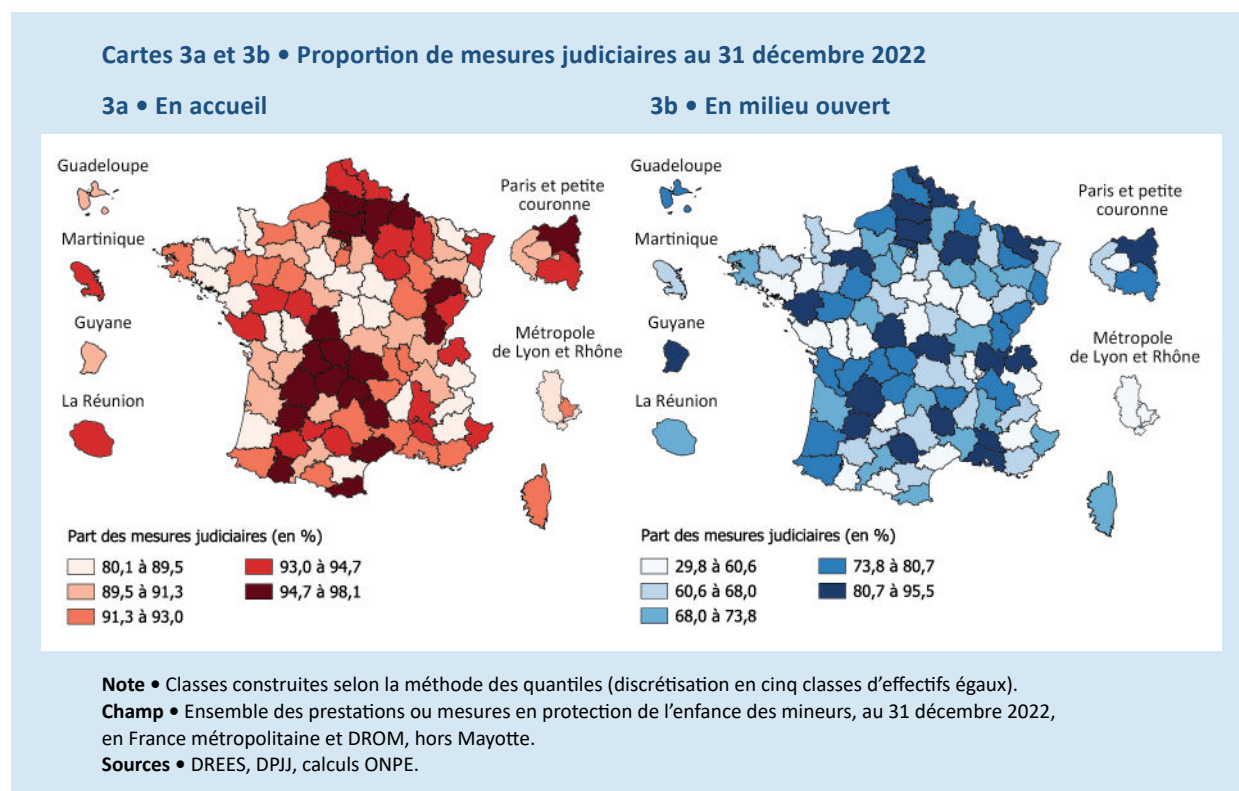 Cartes 3a et 3b • Proportion de mesures judiciaires au 31 décembre 2022
3a • En accueil
Guadeloupe
Martinique
Guyane
La Réunion
Paris et petite
couronne
Métropole
de Lyon et Rhône
Part des mesures judiciaires (en %)
80,1 à 89,5
89,5 à 91,3
91,3 à 93,0
93,0 à 94,7
94,7 à 98,1
3b • En milieu ouvert
Guadeloupe
Martinique
Guyane
La Réunion
Paris et petite
couronne
Métropole
de Lyon et Rhône
Part des mesures judiciaires (en %)
29,8 à 60,6
60,6 à 68,0
68,0 à 73,8
73,8 à 80,7
80,7 à 95,5
Note • Classes construites selon la méthode des quantiles (discrétisation en cinq classes d’effectifs égaux).
Champ • Ensemble des prestations ou mesures en protection de l’enfance des mineurs, au 31 décembre 2022,
en France métropolitaine et DROM, hors Mayotte.
Sources • DREES, DPJJ, calculs ONPE.